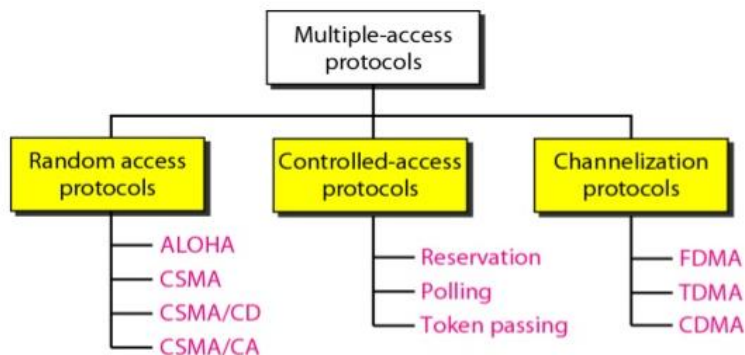 Multiple-access
protocols
Random access
protocols
Controlled-access
protocols
Channelization
protocols
ALOHA
CSMA
CSMA/CD
CSMA/CA
Reservation
Polling
Token passing
FDMA
TDMA
CDMA